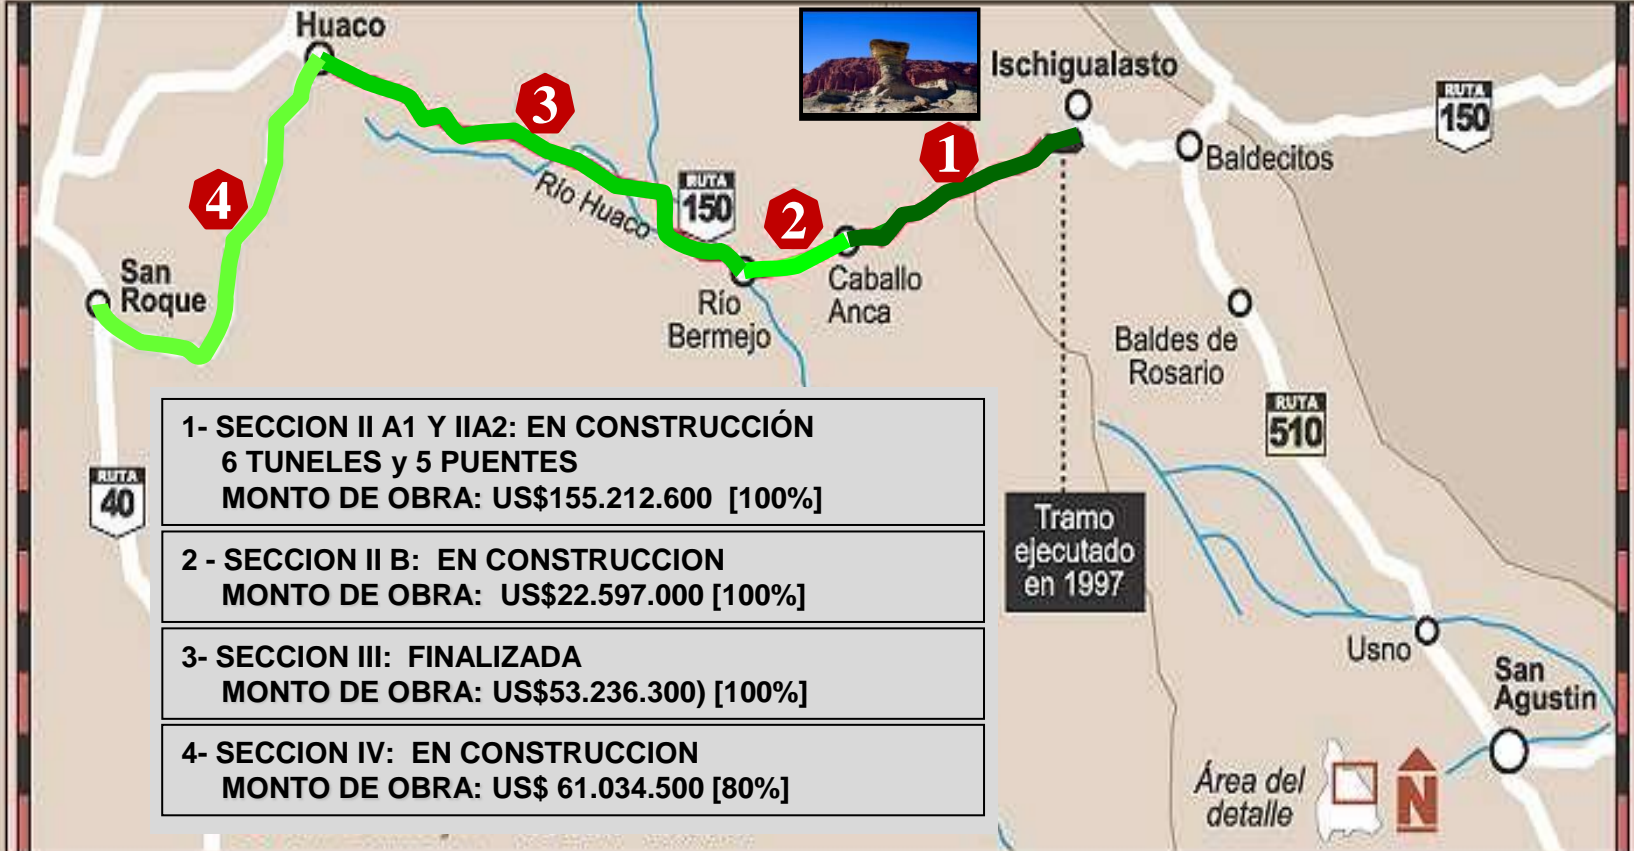 Huaco
Ischigualasto
RUTA
150
3
1
Baldecitos
4
Río Huaco
RUTA
150
2
San
Roque
Caballo
Anca
Río
Bermejo
Baldes de
Rosario
RUTA
510
RUTA
40
1- SECCION II A1 Y IIA2: EN CONSTRUCCIÓN
6 TUNELES y 5 PUENTES
MONTO DE OBRA: US$155.212.600 [100%]
2 - SECCION II B: EN CONSTRUCCION
MONTO DE OBRA: US$22.597.000 [100%]
3- SECCION III: FINALIZADA
MONTO DE OBRA: US$53.236.300) [100%]
4- SECCION IV: EN CONSTRUCCION
MONTO DE OBRA: US$ 61.034.500 [80%]
Tramo
ejecutado
en 1997
Usno
San
Agustin
Área del
detalle
N